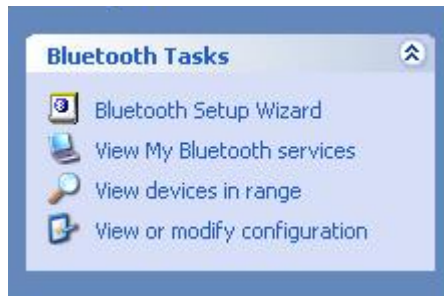 Bluetooth Tasks
Bluetooth Setup Wizard
View My Bluetooth services
View devices in range
View or modify configuration